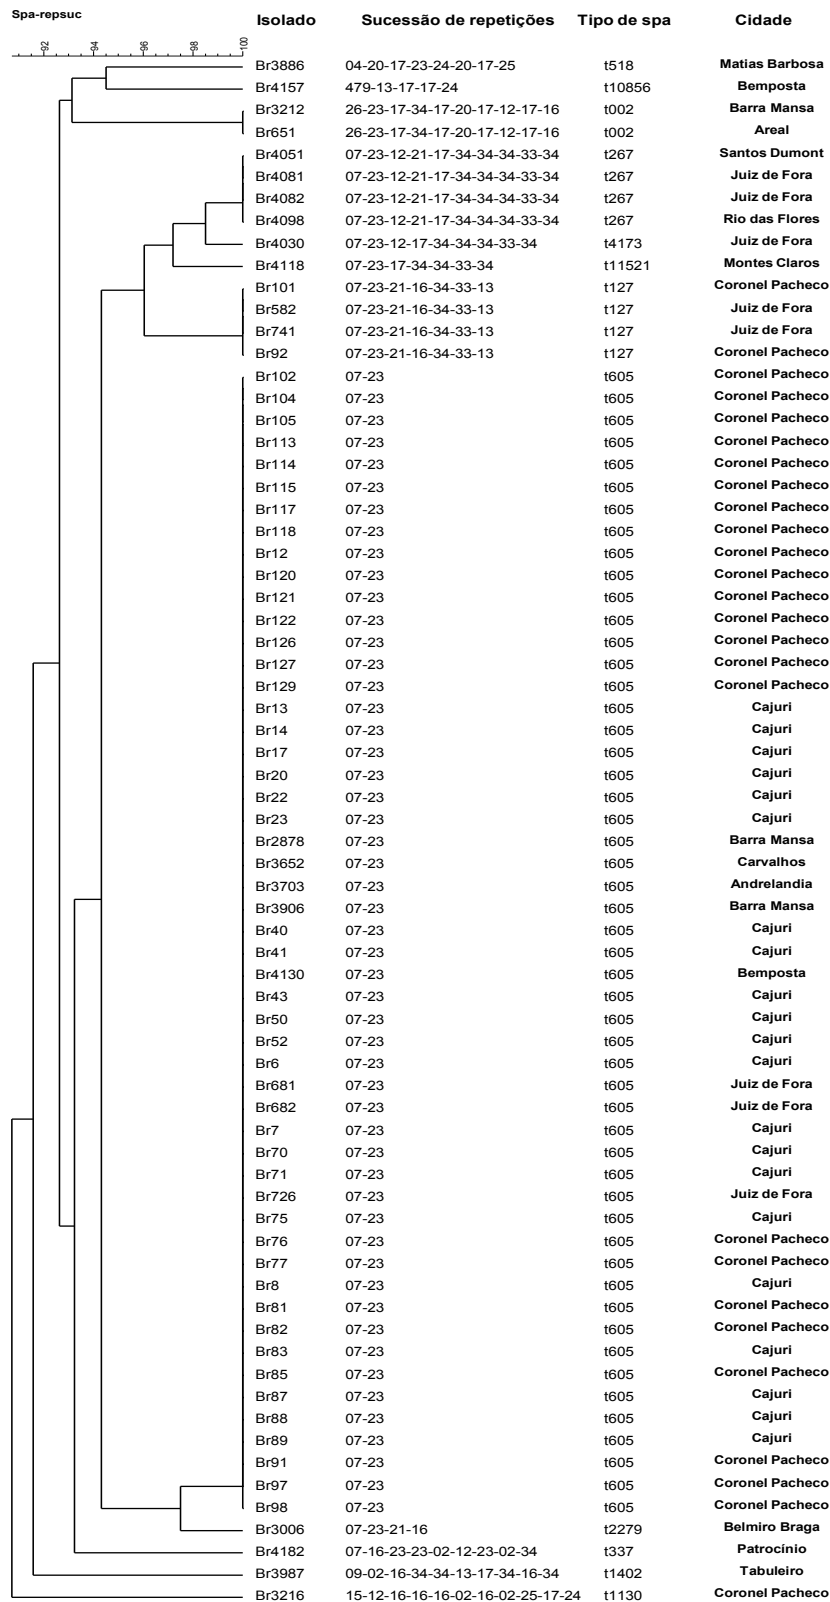 Spa-repsuc
Isolado Sucessão de repetições Tipo de spa Cidade
92 94 96 98 100
Br3886 04-20-17-23-24-20-17-25 t518 Matias Barbosa
Br4157 479-13-17-17-24 t10856 Bemposta
Br3212 26-23-17-34-17-20-17-12-17-16 t002 Barra Mansa
Br651 26-23-17-34-17-20-17-12-17-16 t002 Areal
Br4051 07-23-12-21-17-34-34-34-33-34 t267 Santos Dumont
Br4081 07-23-12-21-17-34-34-34-33-34 t267 Juiz de Fora
Br4082 07-23-12-21-17-34-34-34-33-34 t267 Juiz de Fora
Br4098 07-23-12-21-17-34-34-34-33-34 t267 Rio das Flores
Br4030 07-23-12-17-34-34-34-33-34 t4173 Juiz de Fora
Br4118 07-23-17-34-34-33-34 t11521 Montes Claros
Br101 07-23-21-16-34-33-13 t127 Coronel Pacheco
Br582 07-23-21-16-34-33-13 t127 Juiz de Fora
Br741 07-23-21-16-34-33-13 t127 Juiz de Fora
Br92 07-23-21-16-34-33-13 t127 Coronel Pacheco
Br102 07-23 t605 Coronel Pacheco
Br104 07-23 t605 Coronel Pacheco
Br105 07-23 t605 Coronel Pacheco
Br113 07-23 t605 Coronel Pacheco
Br114 07-23 t605 Coronel Pacheco
Br115 07-23 t605 Coronel Pacheco
Br117 07-23 t605 Coronel Pacheco
Br118 07-23 t605 Coronel Pacheco
Br12 07-23 t605 Coronel Pacheco
Br120 07-23 t605 Coronel Pacheco
Br121 07-23 t605 Coronel Pacheco
Br122 07-23 t605 Coronel Pacheco
Br126 07-23 t605 Coronel Pacheco
Br127 07-23 t605 Coronel Pacheco
Br129 07-23 t605 Coronel Pacheco
Br13 07-23 t605 Cajuri
Br14 07-23 t605 Cajuri
Br17 07-23 t605 Cajuri
Br20 07-23 t605 Cajuri
Br22 07-23 t605 Cajuri
Br23 07-23 t605 Cajuri
Br2878 07-23 t605 Barra Mansa
Br3652 07-23 t605 Carvalhos
Br3703 07-23 t605 Andrelandia
Br3906 07-23 t605 Barra Mansa
Br40 07-23 t605 Cajuri
Br41 07-23 t605 Cajuri
Br4130 07-23 t605 Bemposta
Br43 07-23 t605 Cajuri
Br50 07-23 t605 Cajuri
Br52 07-23 t605 Cajuri
Br6 07-23 t605 Cajuri
Br681 07-23 t605 Juiz de Fora
Br682 07-23 t605 Juiz de Fora
Br7 07-23 t605 Cajuri
Br70 07-23 t605 Cajuri
Br71 07-23 t605 Cajuri
Br726 07-23 t605 Juiz de Fora
Br75 07-23 t605 Cajuri
Br76 07-23 t605 Coronel Pacheco
Br77 07-23 t605 Coronel Pacheco
Br8 07-23 t605 Cajuri
Br81 07-23 t605 Coronel Pacheco
Br82 07-23 t605 Coronel Pacheco
Br83 07-23 t605 Cajuri
Br85 07-23 t605 Coronel Pacheco
Br87 07-23 t605 Cajuri
Br88 07-23 t605 Cajuri
Br89 07-23 t605 Cajuri
Br91 07-23 t605 Coronel Pacheco
Br97 07-23 t605 Coronel Pacheco
Br98 07-23 t605 Coronel Pacheco
Br3006 07-23-21-16 t2279 Belmiro Braga
Br4182 07-16-23-23-02-12-23-02-34 t337 Patrocínio
Br3987 09-02-16-34-34-13-17-34-16-34 t1402 Tabuleiro
Br3216 15-12-16-16-16-02-16-02-25-17-24 t1130 Coronel Pacheco